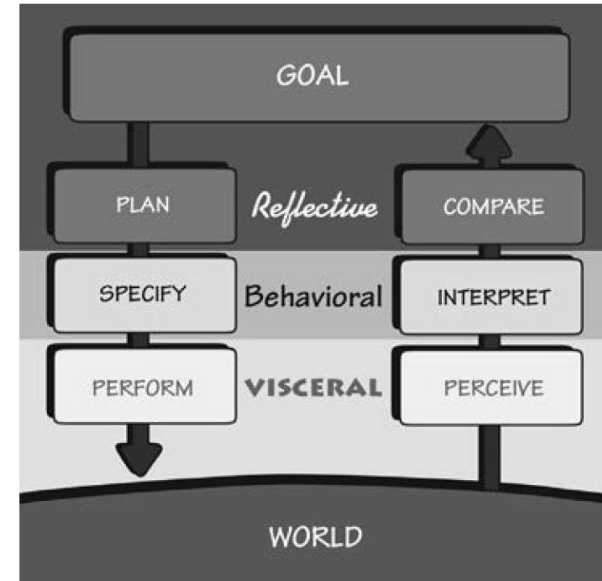 GOAL
PLAN Reflective COMPARE
SPECIFY Behavioral INTERPRET
PERFORM VISCERAL PERCEIVE
WORLD